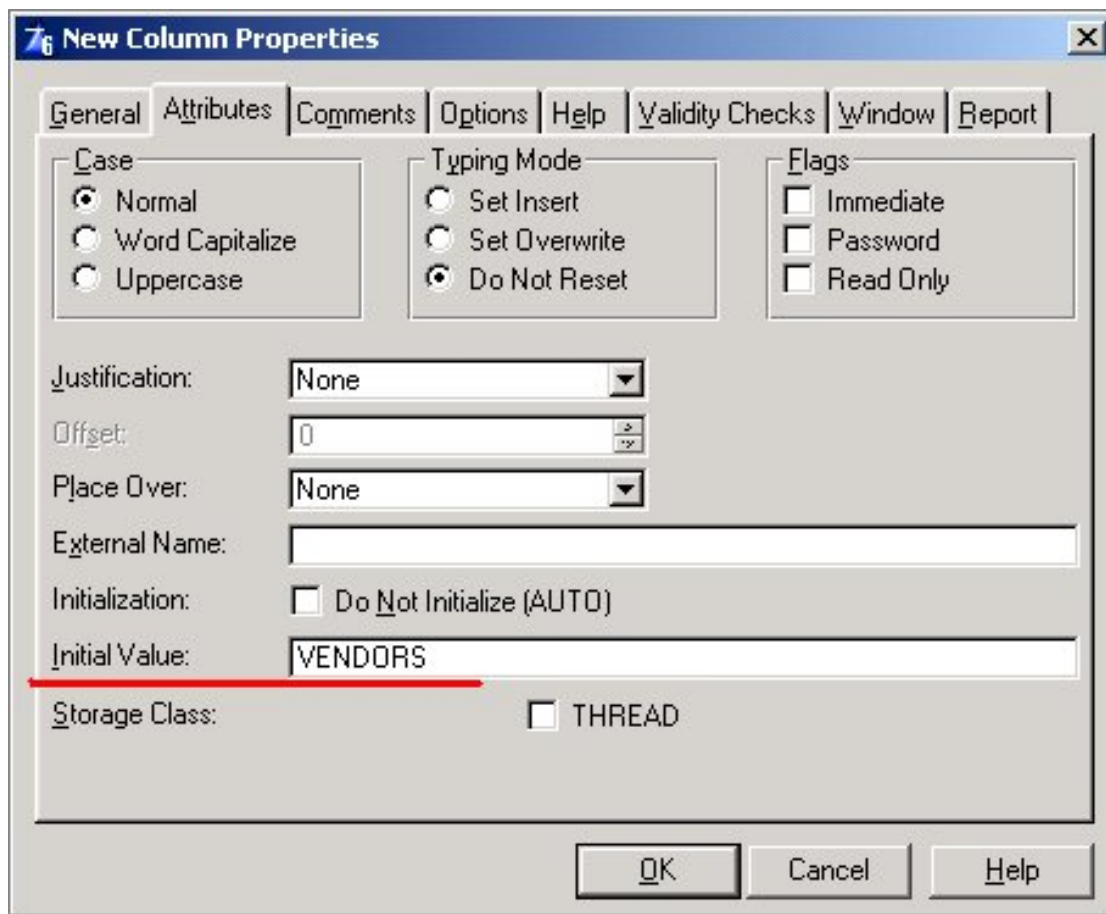 New Column Properties
General Attributes Comments Options Help Validity Checks Window Report
Case Typing Mode Flags
Normal Set Insert Immediate
Word Capitalize Set Overwrite Password
Uppercase Do Not Reset Read Only
Justification: None
Offset: 0
Place Over: None
External Name:
Initialization: Do Not Initialize (AUTO)
Initial Value: VENDORS
Storage Class: THREAD
OK Cancel Help